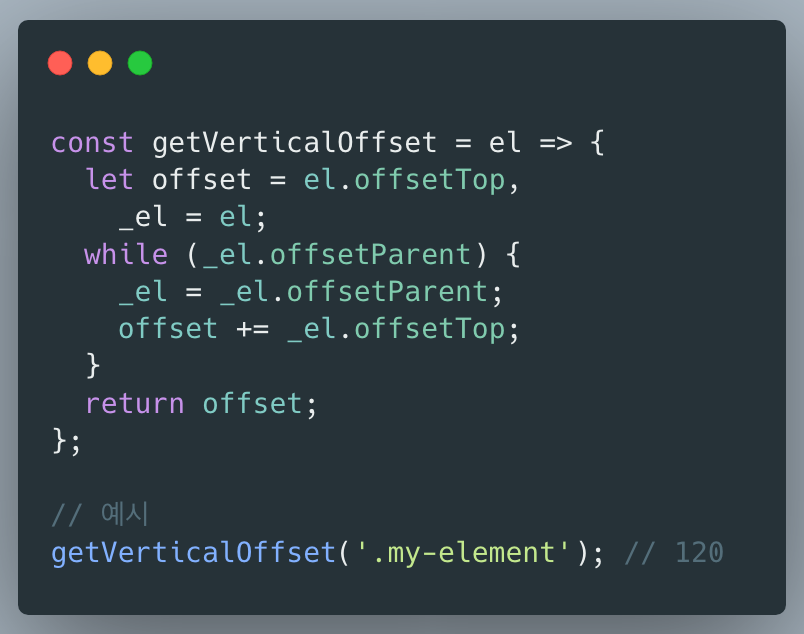 const getVerticalOffset = el => {
  let offset = el.offsetTop,
    _el = el;
  while (_el.offsetParent) {
    _el = _el.offsetParent;
    offset += _el.offsetTop;
  }
  return offset;
};
// 예시
getVerticalOffset('.my-element'); // 120